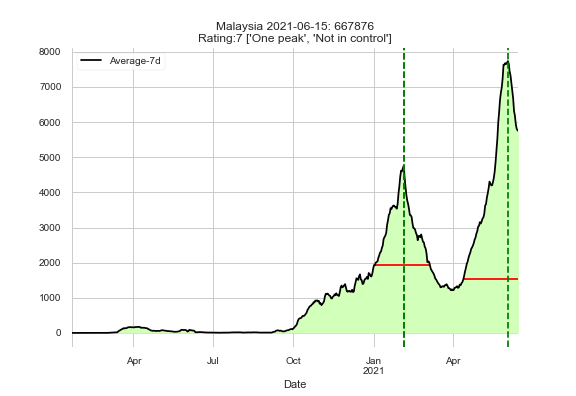 Malaysia 2021-06-15: 667876
Rating:7 ['One peak', 'Not in control']
Average-7d
8000
7000
6000
5000
4000
3000
2000
1000
0
Apr
Jul
Oct
Jan
2021
Apr
Date